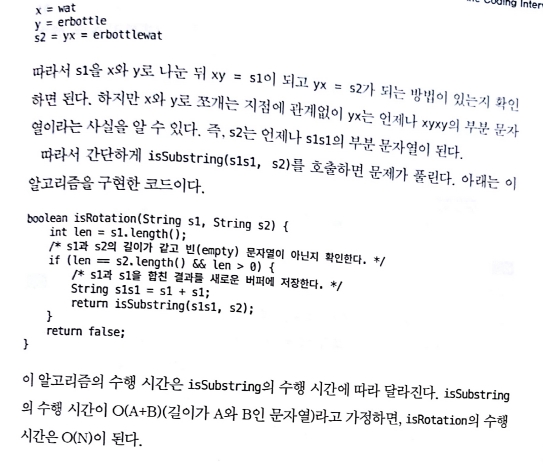 the Coding Interv
x = wat
y = erbottle
s2 = yx = erbottlewat
따라서 s1을 x와 y로 나눈 뒤 xy = s1이 되고 yx = s2가 되는 방법이 있는지 확인
하면 된다. 하지만 x와 y로 쪼개는 지점에 관계없이 yx는 언제나 xyxy의 부분 문자
열이라는 사실을 알 수 있다. 즉, s2는 언제나 s1s1의 부분 문자열이 된다.
따라서 간단하게 isSubstring(s1s1, s2)를 호출하면 문제가 풀린다. 아래는 이
알고리즘을 구현한 코드이다.
boolean isRotation(String s1, String s2) {
int len = s1.length();
/* s1과 s2의 길이가 같고 빈(empty) 문자열이 아닌지 확인한다. */
if (len == s2.length() && len > 0) {
/* s1과 s1을 합친 결과를 새로운 버퍼에 저장한다. */
String s1s1 = s1 + s1;
return isSubstring(s1s1, s2);
}
return false;
}
이 알고리즘의 수행 시간은 isSubstring의 수행 시간에 따라 달라진다. isSubstring
의 수행 시간이 O(A+B)(길이가 A와 B인 문자열)라고 가정하면, isRotation의 수행
시간은 O(N)이 된다.